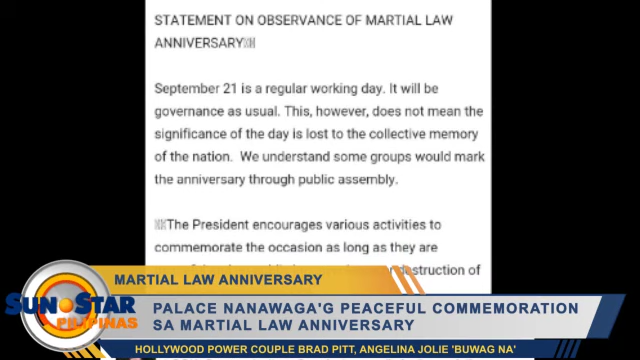 STATEMENT ON OBSERVANCE OF MARTIAL LAW
ANNIVERSARY
September 21 is a regular working day. It will be
governance as usual. This, however, does not mean the
significance of the day is lost to the collective memory
of the nation. We understand some groups would mark
the anniversary through public assembly.
The President encourages various activities to
commemorate the occasion as long as they are
destruction of
MARTIAL LAW ANNIVERSARY
SUN STAR
PILIPINAS
PALACE NANAWAGA'G PEACEFUL COMMEMORATION
SA MARTIAL LAW ANNIVERSARY
HOLLYWOOD POWER COUPLE BRAD PITT, ANGELINA JOLIE 'BUWAG NA'